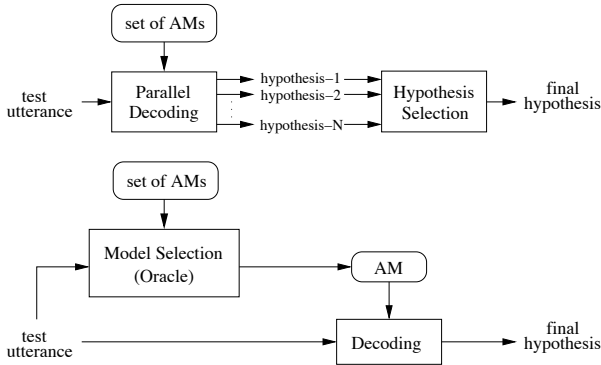 set of AMs
test
utterance
Parallel
Decoding
hypothesis–1
hypothesis–2
hypothesis–N
Hypothesis
Selection
final
hypothesis
set of AMs
Model Selection
(Oracle)
AM
test
utterance
Decoding
final
hypothesis